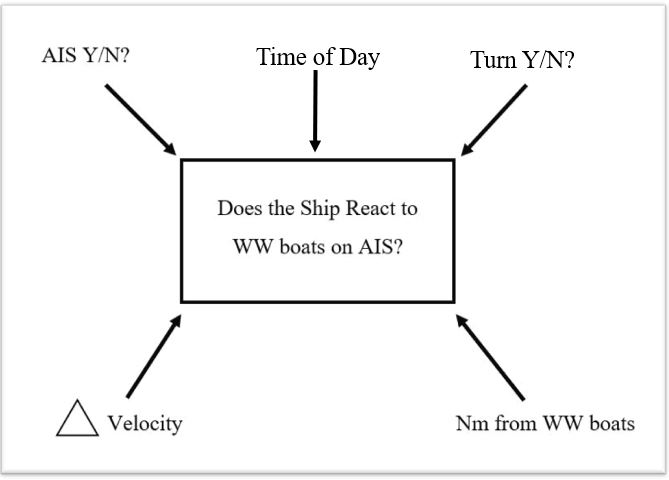 AIS Y/N?
Time of Day
Turn Y/N?
Does the Ship React to
WW boats on AIS?
Velocity
Nm from WW boats